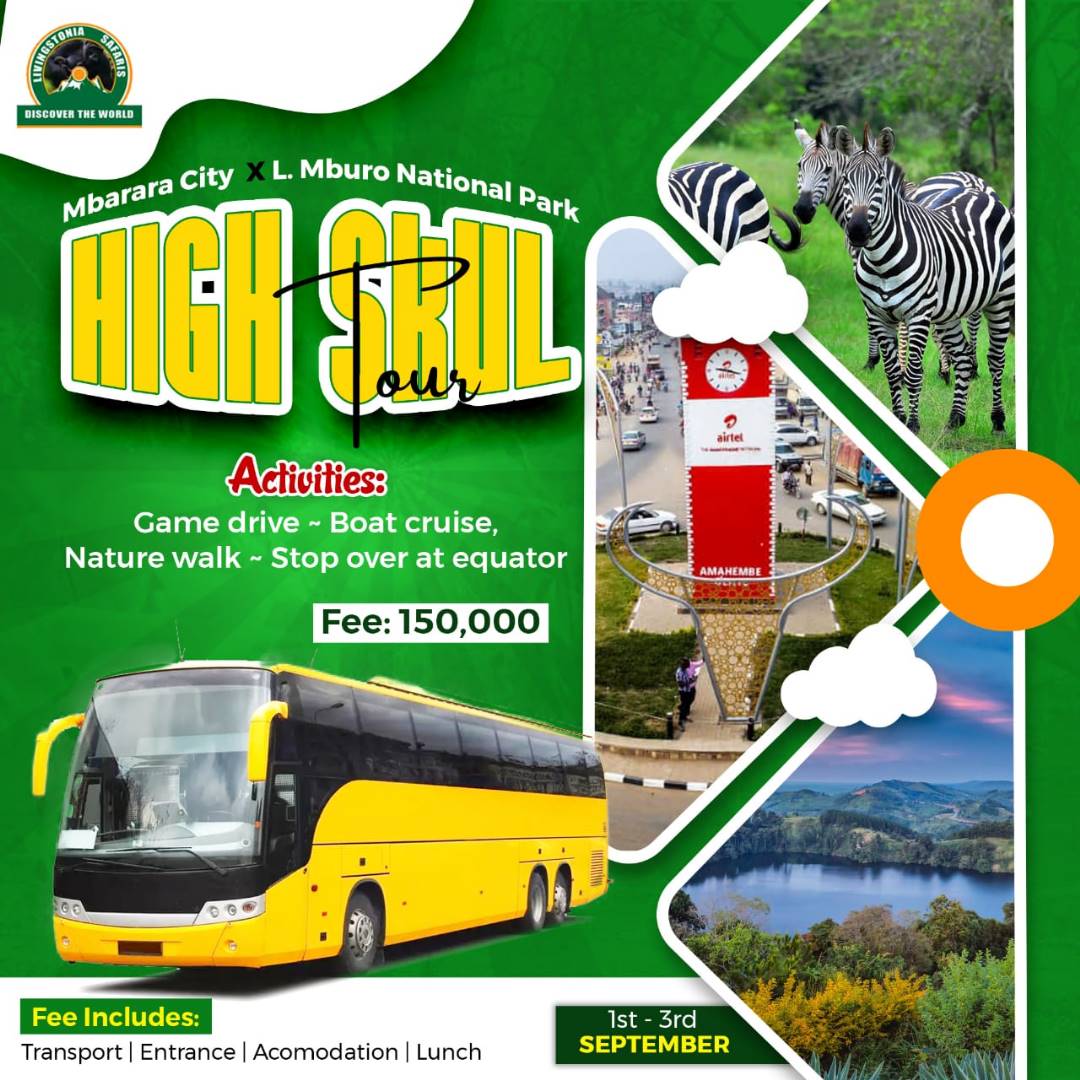 LIVINGSTONIA SAFARIS
DISCOVER THE WORLD
Mbarara City X L. Mburo National Park
HIGH SKUL
Tour
Activities:
Game drive ~ Boat cruise,
Nature walk ~ Stop over at equator
Fee: 150,000
airtel
airtel
AMAHEMBE
Fee Includes:
Transport | Entrance | Acomodation | Lunch
1st - 3rd
SEPTEMBER